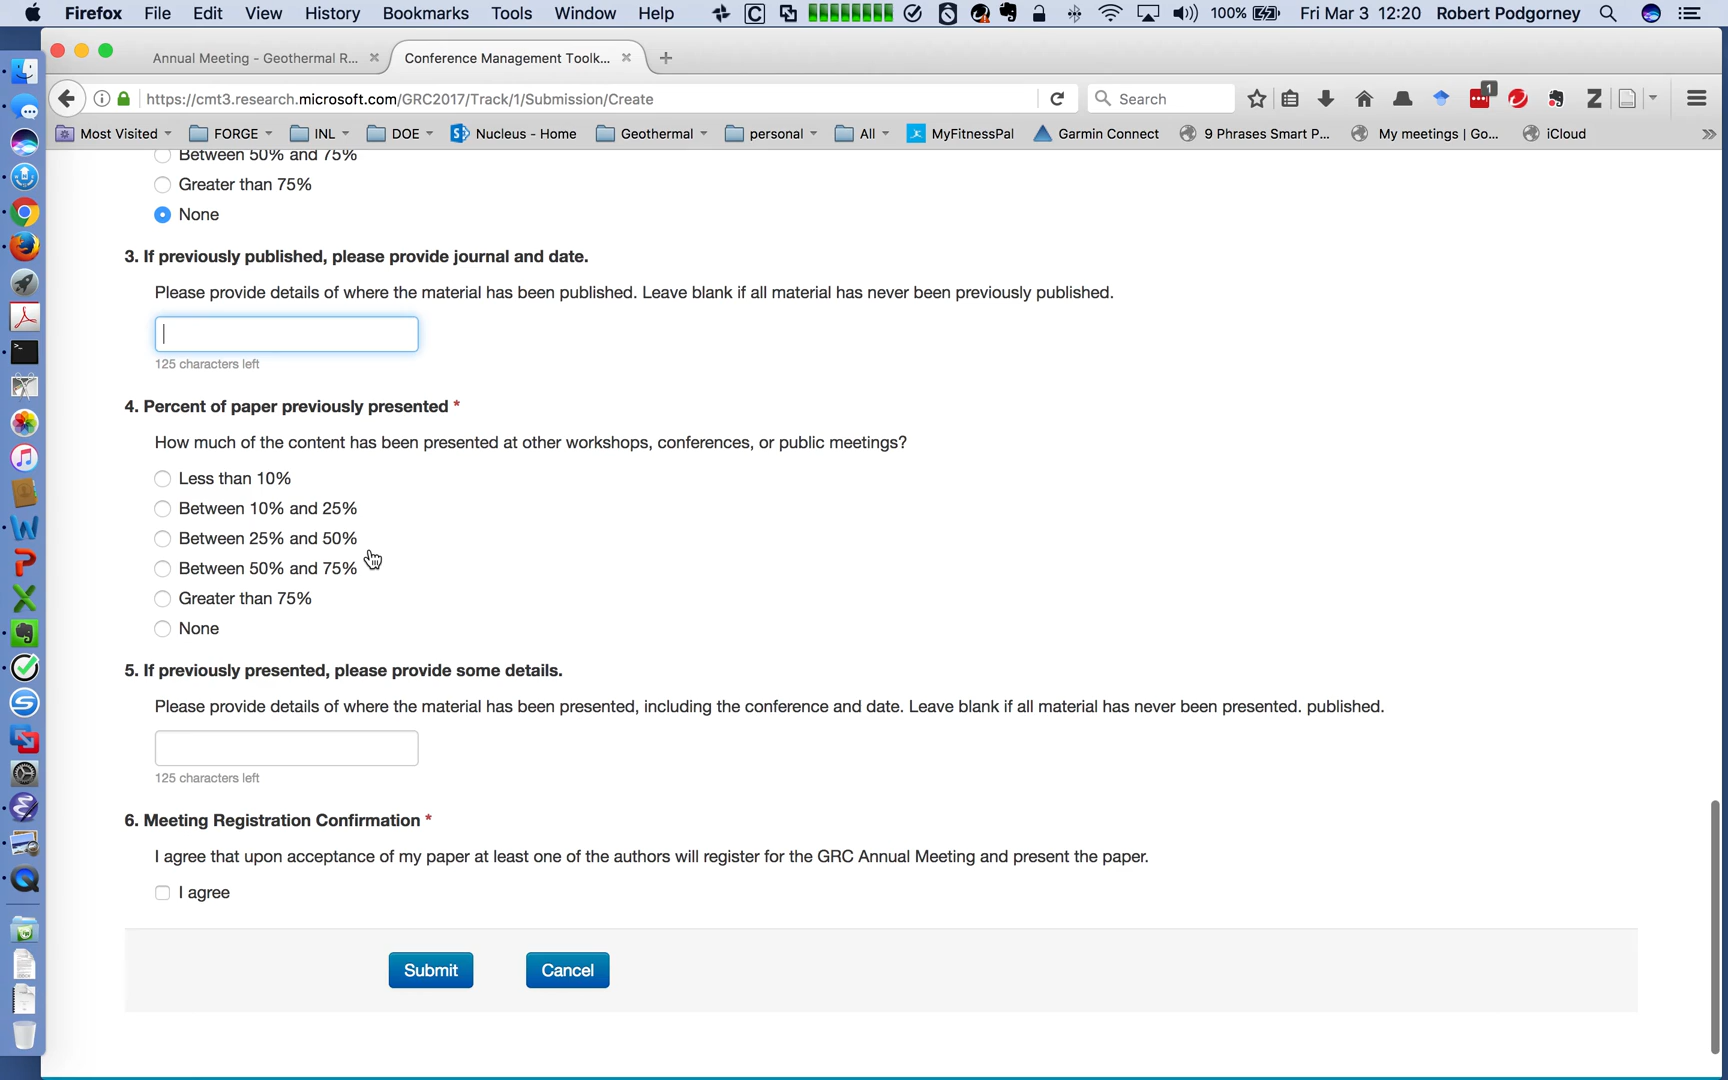 Firefox File Edit View History Bookmarks Tools Window Help 100% Fri Mar 3 12:20 Robert Podgorney
Annual Meeting - Geothermal R... Conference Management Toolk...
https://cmt3.research.microsoft.com/GRC2017/Track/1/Submission/Create Search 1
Most Visited FORGE INL DOE Nucleus - Home Geothermal personal All MyFitnessPal Garmin Connect 9 Phrases Smart P... My meetings | Go... iCloud
Between 50% and 75%
Greater than 75%
None
3. If previously published, please provide journal and date.
Please provide details of where the material has been published. Leave blank if all material has never been previously published.
125 characters left
4. Percent of paper previously presented *
How much of the content has been presented at other workshops, conferences, or public meetings?
Less than 10%
Between 10% and 25%
Between 25% and 50%
Between 50% and 75%
Greater than 75%
None
5. If previously presented, please provide some details.
Please provide details of where the material has been presented, including the conference and date. Leave blank if all material has never been presented. published.
125 characters left
6. Meeting Registration Confirmation *
I agree that upon acceptance of my paper at least one of the authors will register for the GRC Annual Meeting and present the paper.
I agree
Submit Cancel